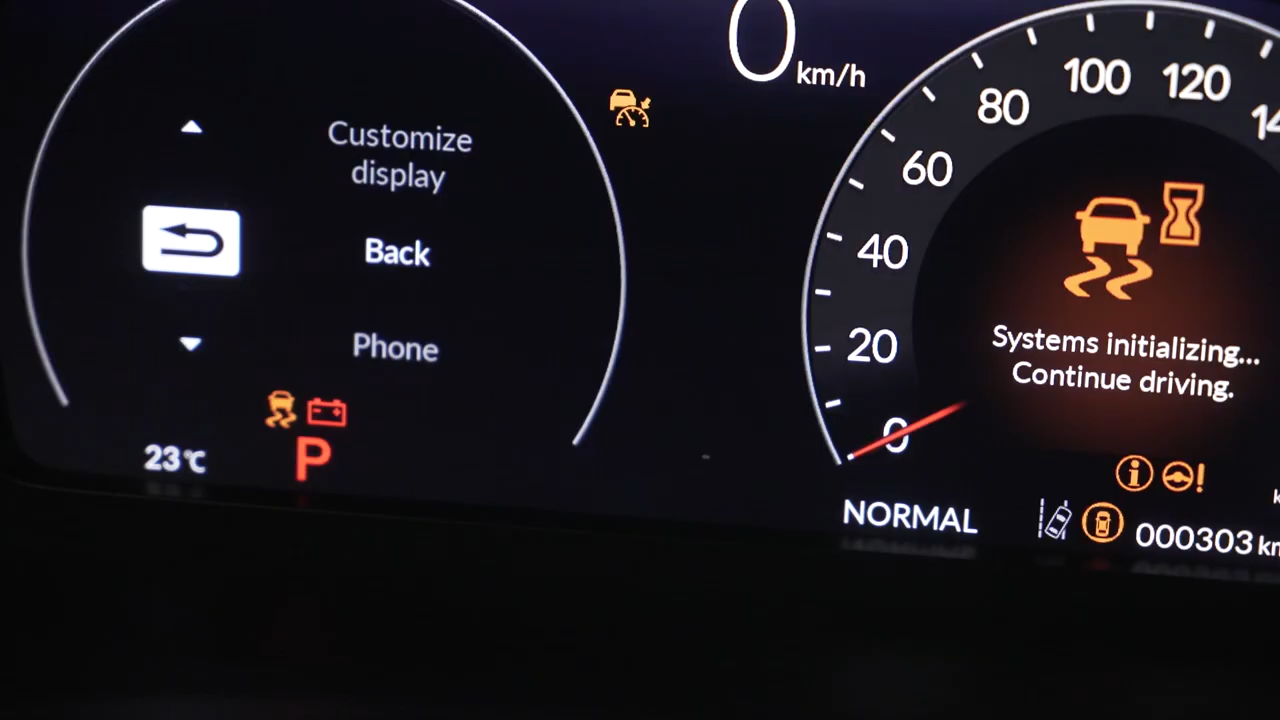 0 km/h
Customize
display
Back
Phone
23℃
P
0
20
40
60
80
100
120
Systems initializing...
Continue driving.
NORMAL
000303 km